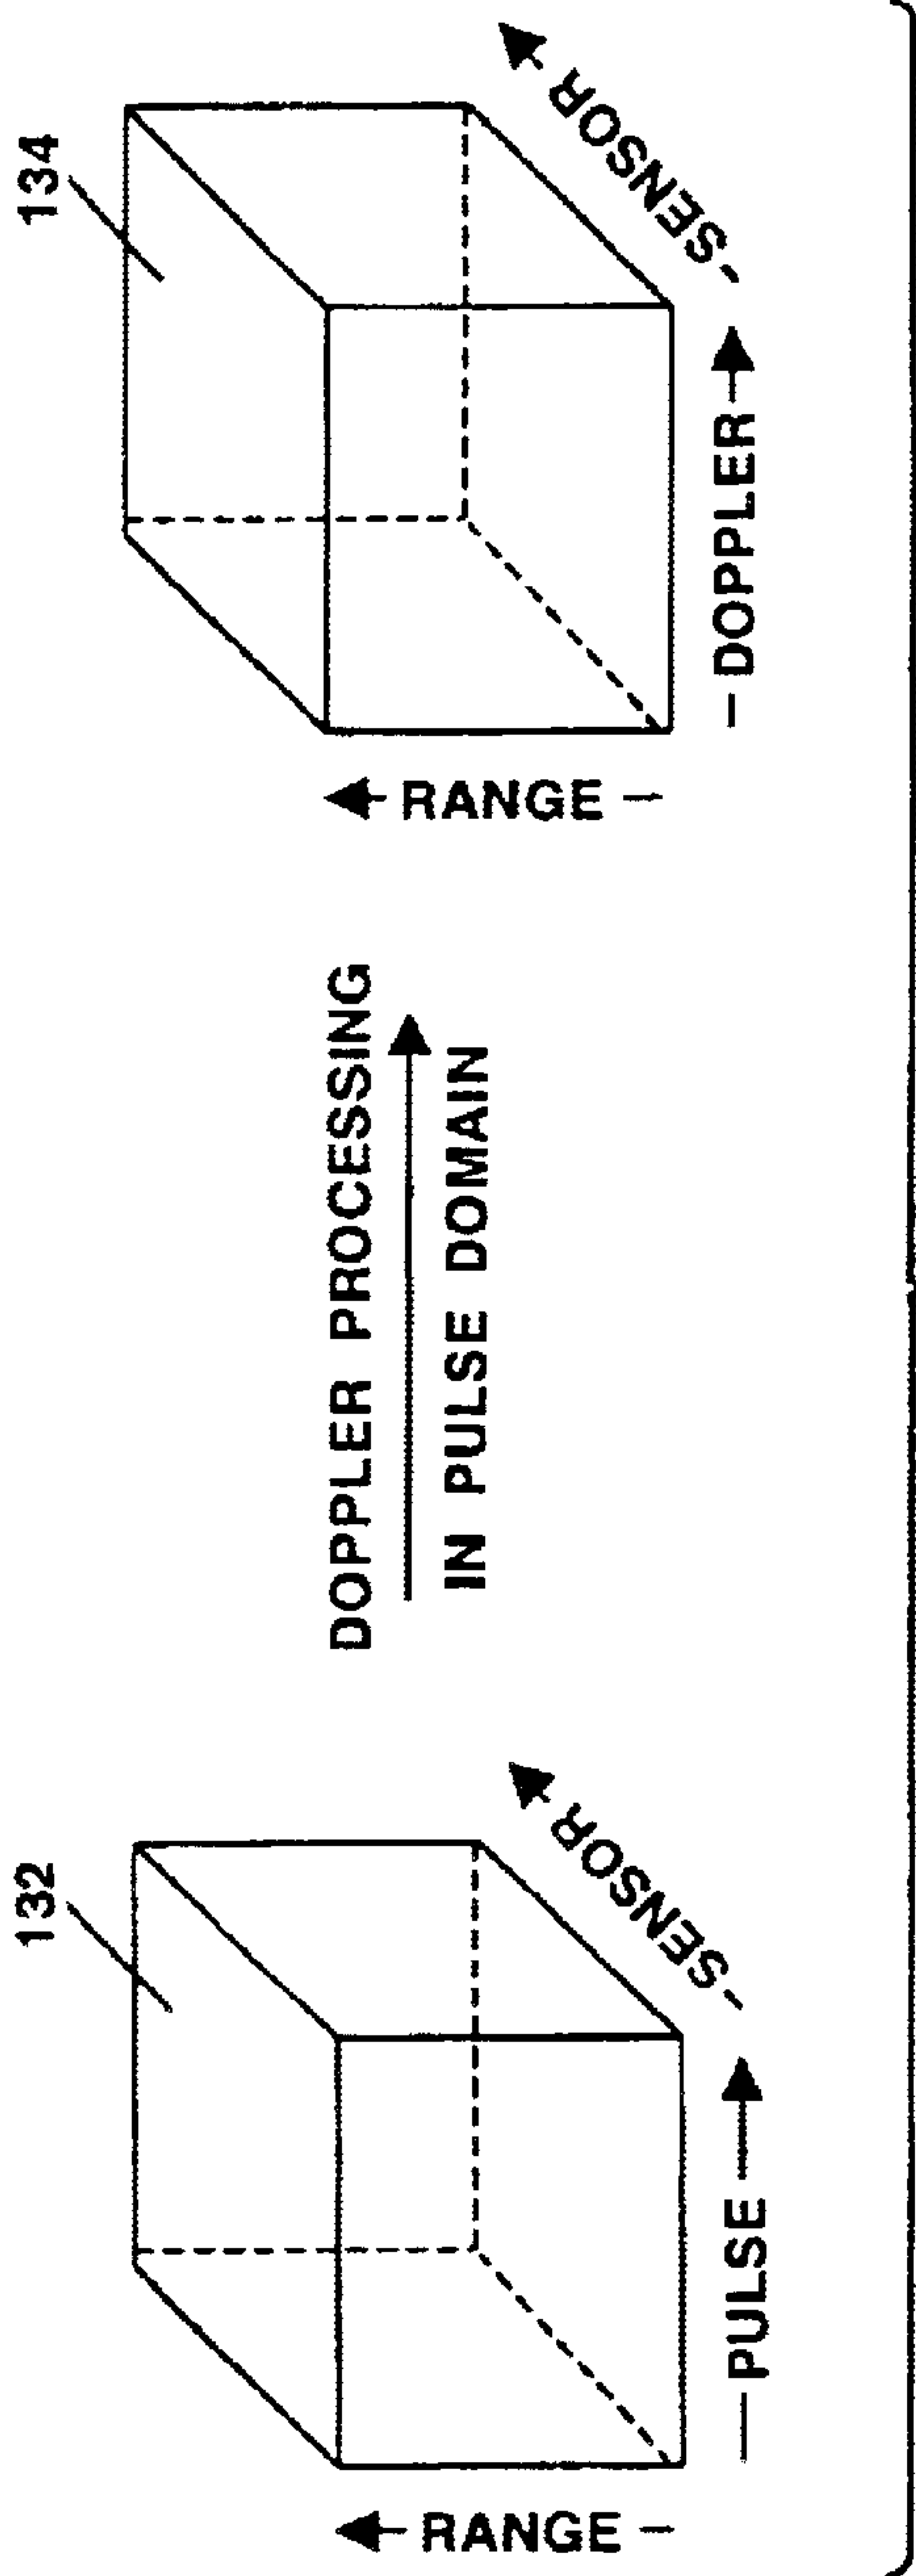 132
RANGE
PULSE
SENSOR
DOPPLER PROCESSING
IN PULSE DOMAIN
134
RANGE
DOPPLER
SENSOR